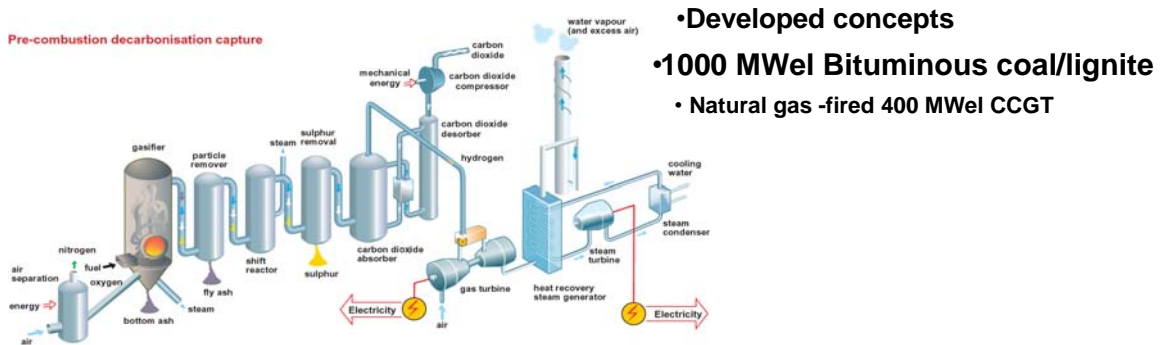 Pre-combustion decarbonisation capture
•Developed concepts
•1000 MWel Bituminous coal/lignite
• Natural gas -fired 400 MWel CCGT
water vapour
(and excess air)
carbon
dioxide
mechanical
energy
carbon dioxide
compressor
carbon dioxide
desorber
hydrogen
sulphur
removal
steam
gasifier
particle
remover
cooling
water
nitrogen
air
separation
fuel
oxygen
energy
air
bottom ash
steam
fly ash
shift
reactor
sulphur
carbon dioxide
absorber
gas turbine
air
Electricity
heat recovery
steam generator
steam
turbine
steam
condenser
Electricity